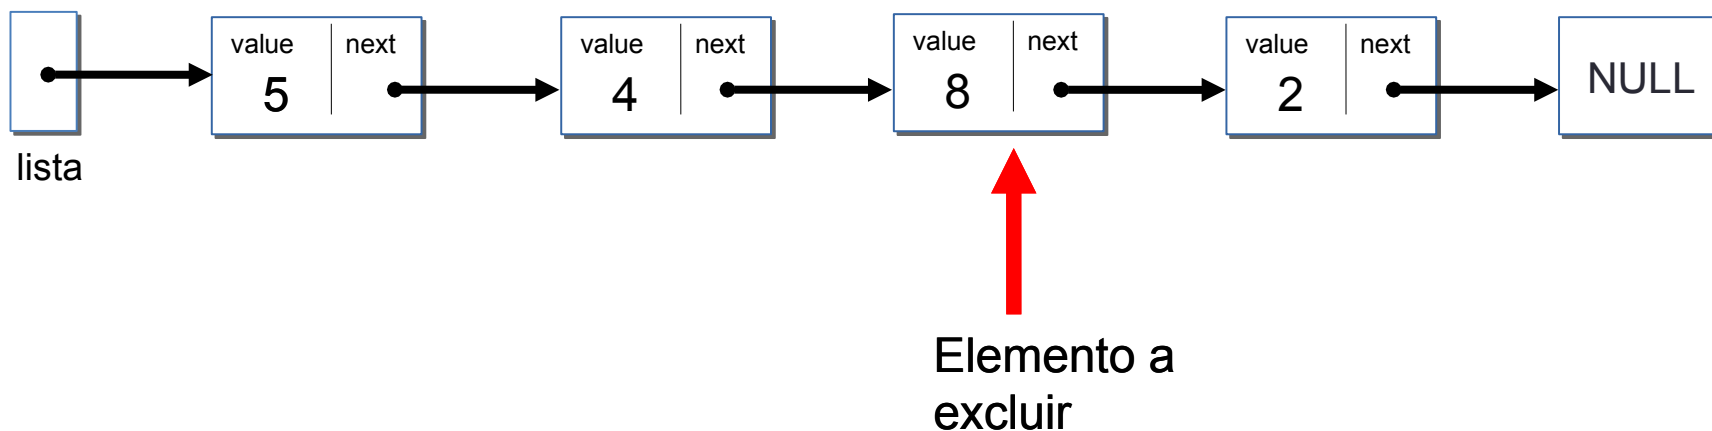 value next value next value next value next
5 4 8 2 NULL
lista
Elemento a
excluir